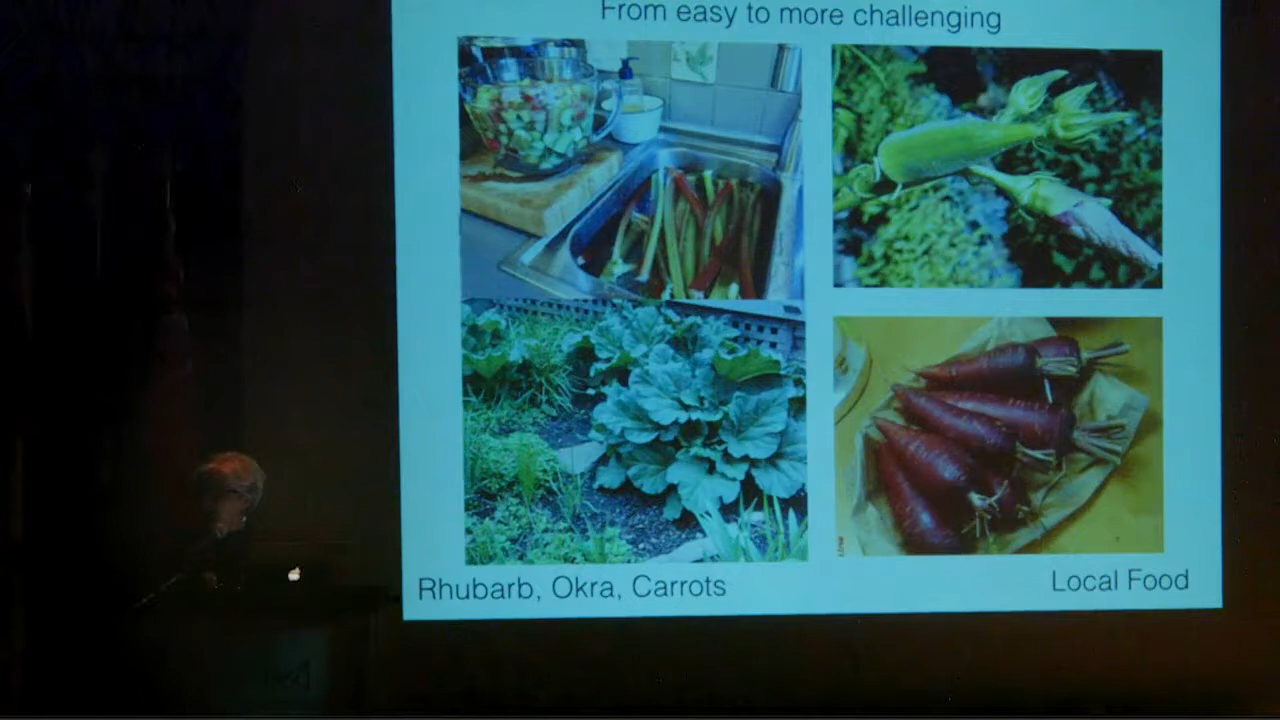 From easy to more challenging
Rhubarb, Okra, Carrots
Local Food